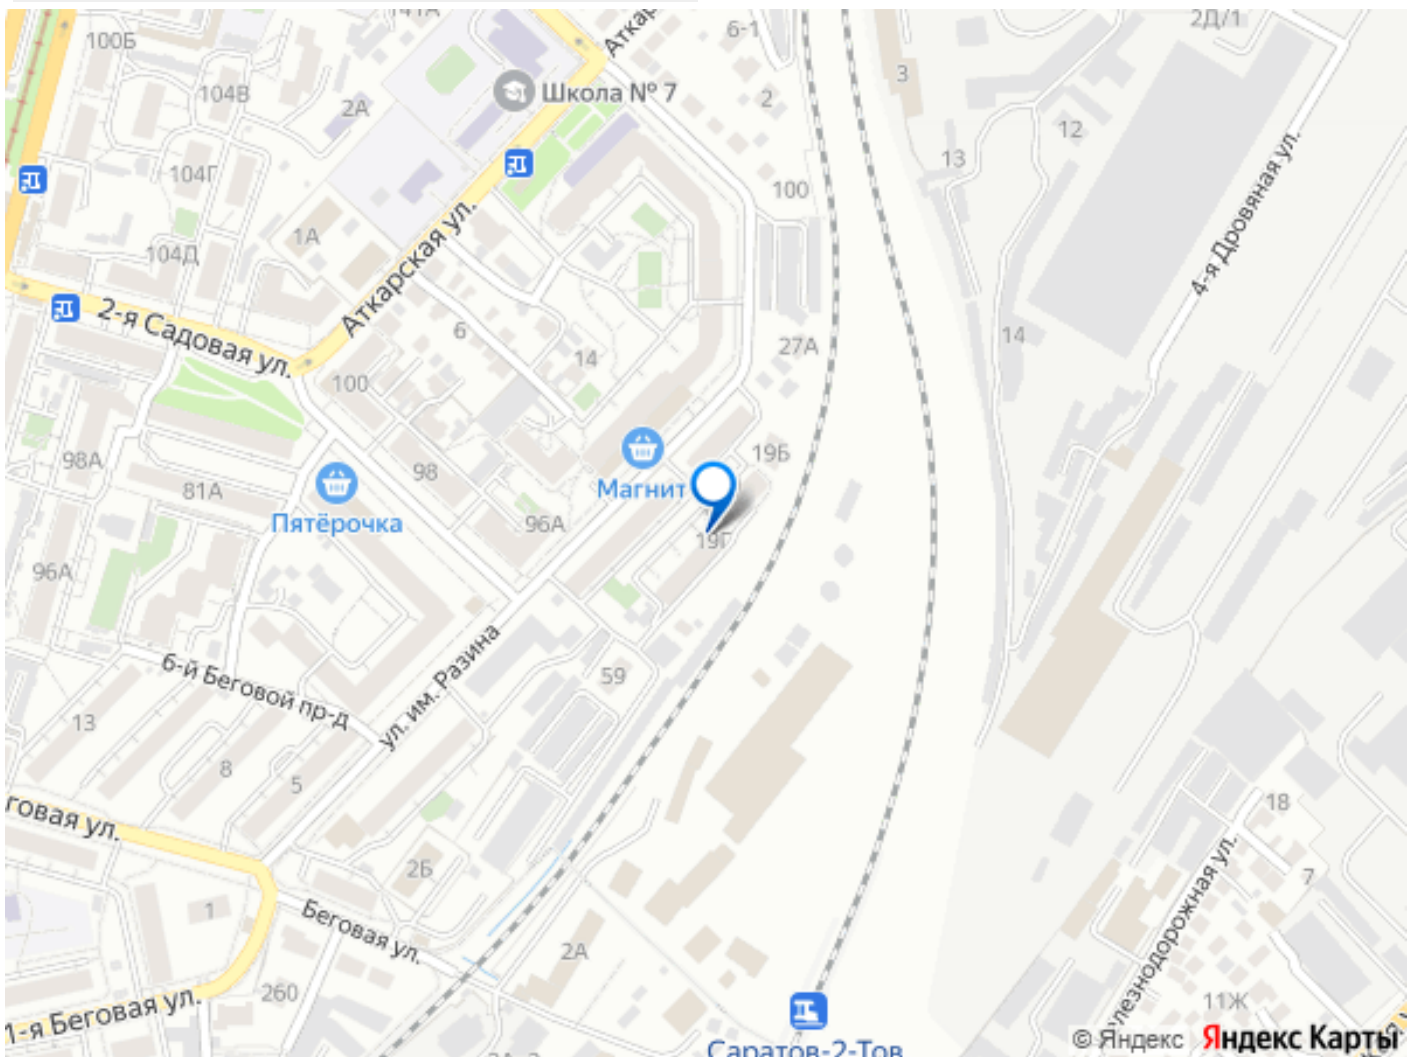 141А
Аткар
6-1
2Д/1
100Б
3
Школа № 7
104В
2А
2
12
13
104Г
100
4-я Дровяная ул.
1А
104Д
Аткарская ул.
2-я Садовая ул.
6
14
27А
14
100
98А
98
19Б
81А
Магнит
Пятёрочка
96А
19Г
96А
ул. им. Разина
6-й Беговой пр-д
59
13
8
5
говая ул.
18
2Б
7
1
Беговая ул.
2А
лезнодорожная ул.
260
1-я Беговая ул.
11Ж
© Яндекс Яндекс Карты
Саратов-2-Тов